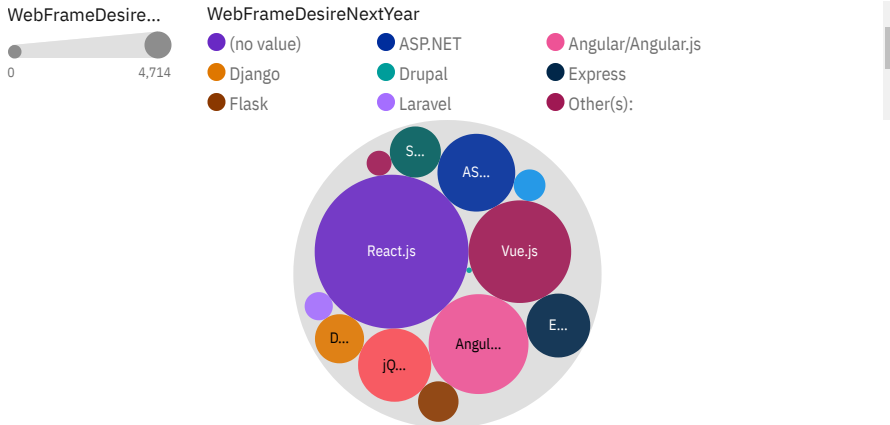 WebFrameDesire...
0 4,714
WebFrameDesireNextYear
(no value) ASP.NET Angular/Angular.js
Django Drupal Express
Flask Laravel Other(s):
S...
AS...
React.js
Vue.js
E...
D...
Angul...
jQ...